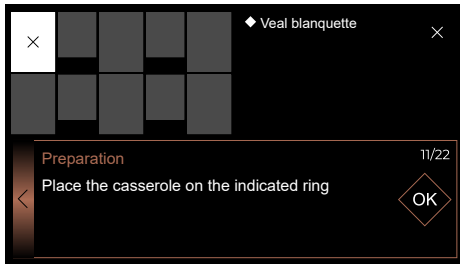 Veal blanquette
Preparation
11/22
Place the casserole on the indicated ring
OK